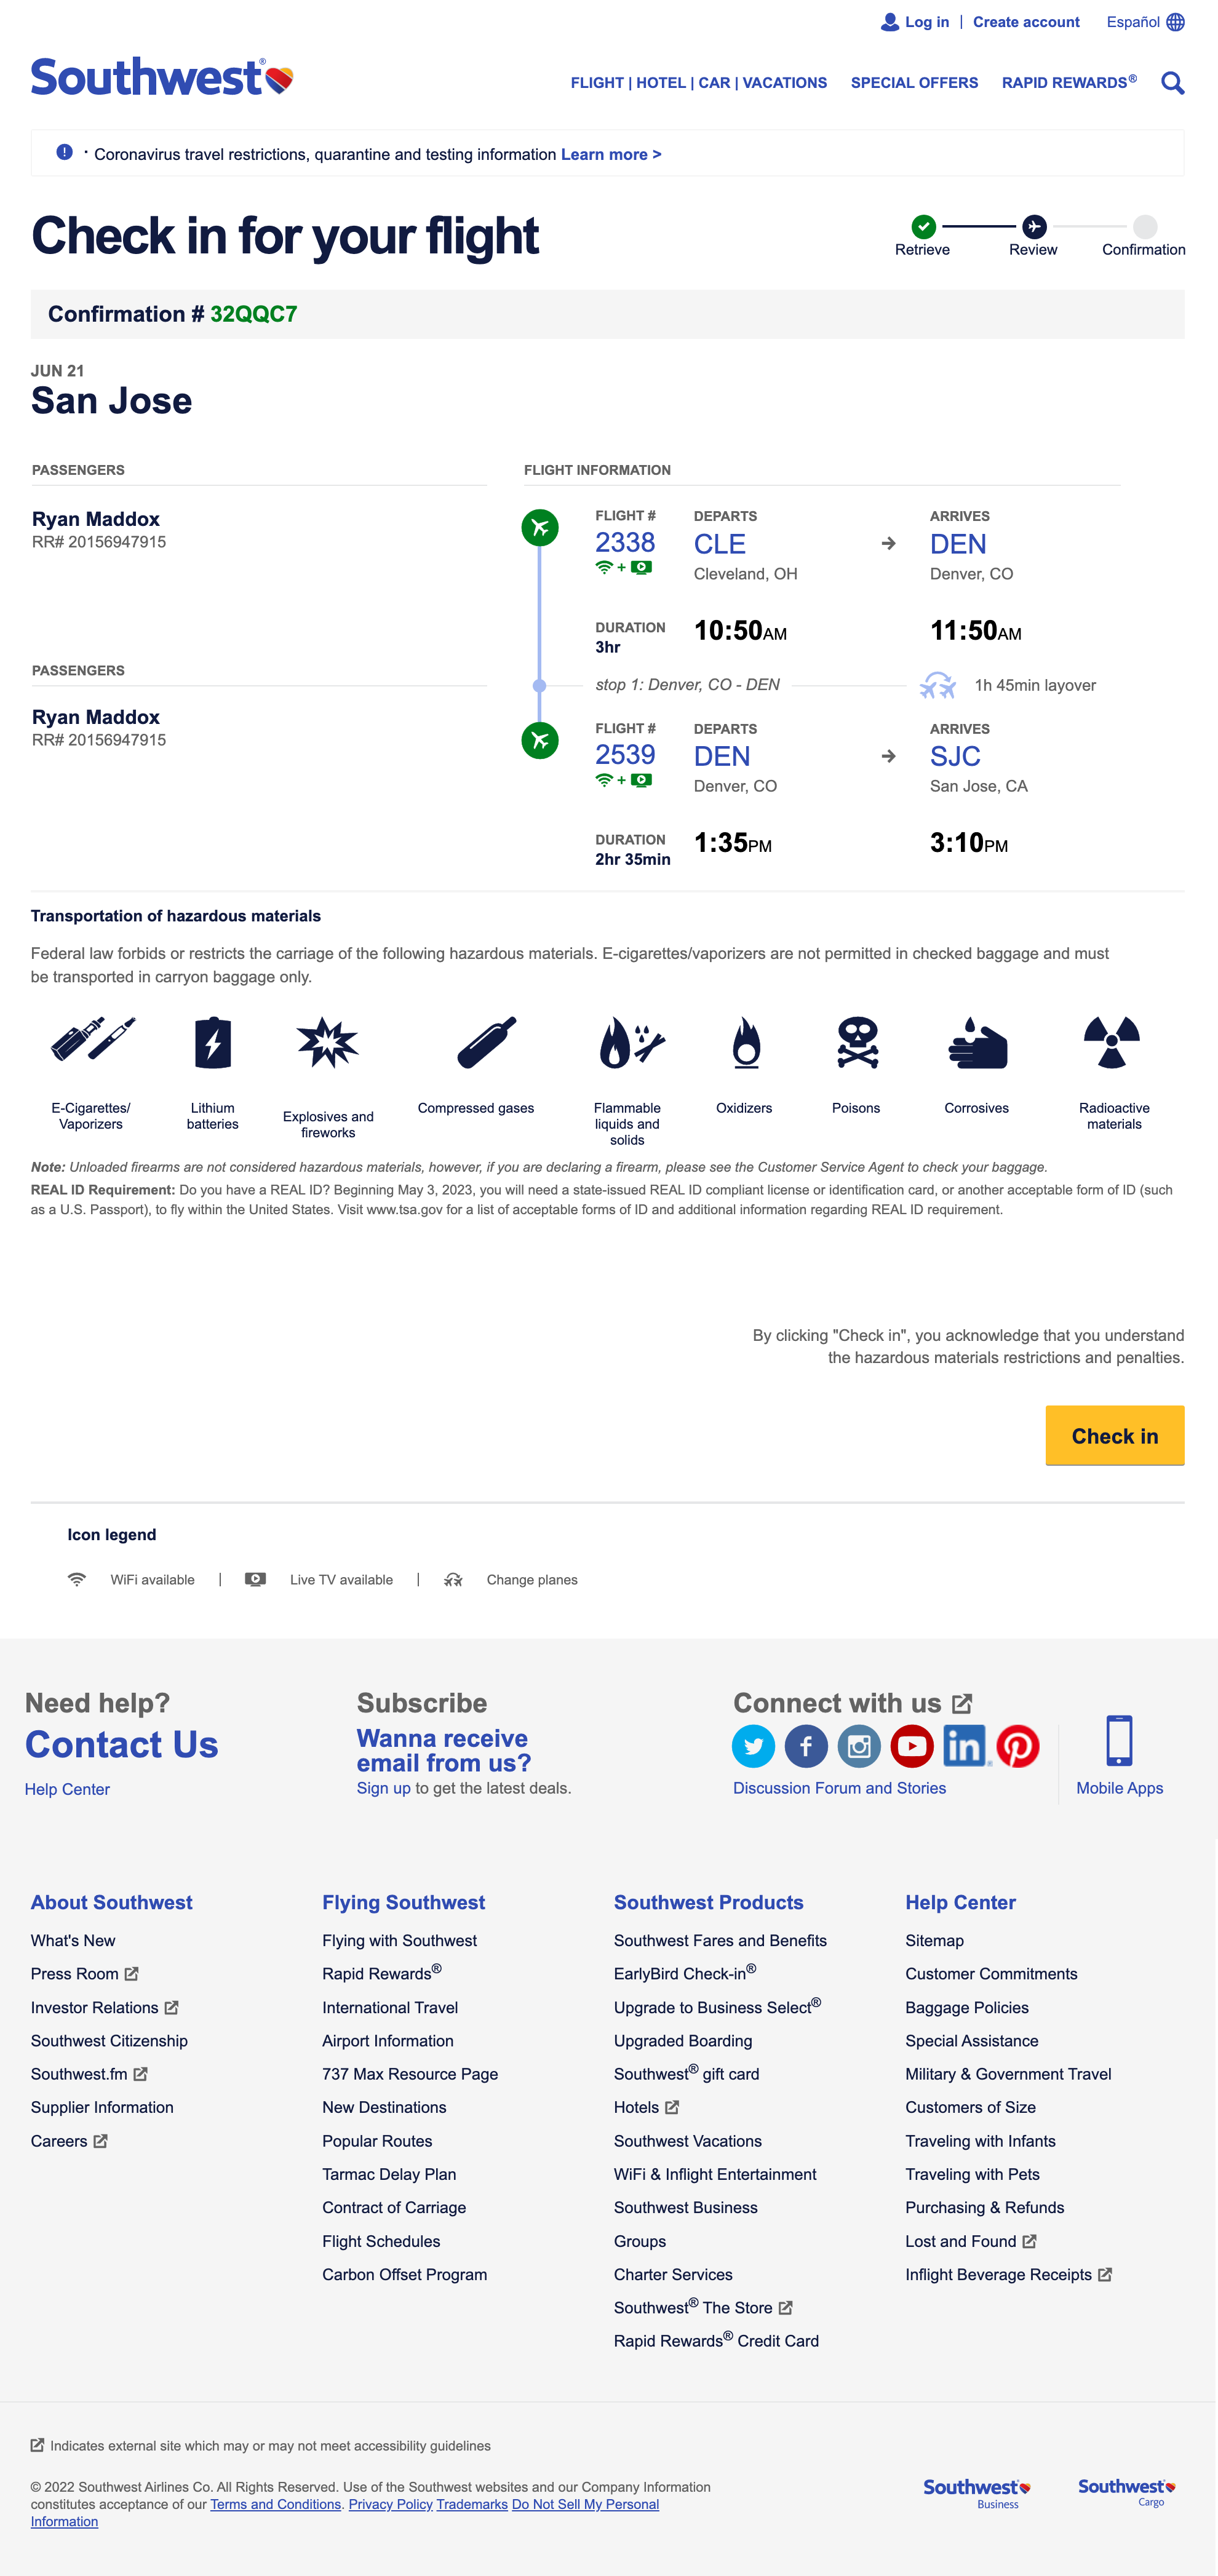 Log in | Create account Español
Southwest®
FLIGHT | HOTEL | CAR | VACATIONS SPECIAL OFFERS RAPID REWARDS®
· Coronavirus travel restrictions, quarantine and testing information Learn more >
Check in for your flight
Retrieve Review Confirmation
Confirmation # 32QQC7
JUN 21
San Jose
PASSENGERS
Ryan Maddox
RR# 20156947915
FLIGHT INFORMATION
FLIGHT # DEPARTS ARRIVES
2338 CLE DEN
+
Cleveland, OH Denver, CO
DURATION 10:50AM 11:50AM
3hr
stop 1: Denver, CO - DEN 1h 45min layover
PASSENGERS
Ryan Maddox
RR# 20156947915
FLIGHT # DEPARTS ARRIVES
2539 DEN SJC
+
Denver, CO San Jose, CA
DURATION 1:35PM 3:10PM
2hr 35min
Transportation of hazardous materials
Federal law forbids or restricts the carriage of the following hazardous materials. E-cigarettes/vaporizers are not permitted in checked baggage and must
be transported in carryon baggage only.
E-Cigarettes/
Vaporizers
Lithium
batteries
Explosives and
fireworks
Compressed gases
Flammable
liquids and
solids
Oxidizers
Poisons
Corrosives
Radioactive
materials
Note: Unloaded firearms are not considered hazardous materials, however, if you are declaring a firearm, please see the Customer Service Agent to check your baggage.
REAL ID Requirement: Do you have a REAL ID? Beginning May 3, 2023, you will need a state-issued REAL ID compliant license or identification card, or another acceptable form of ID (such
as a U.S. Passport), to fly within the United States. Visit www.tsa.gov for a list of acceptable forms of ID and additional information regarding REAL ID requirement.
By clicking "Check in", you acknowledge that you understand
the hazardous materials restrictions and penalties.
Check in
Icon legend
WiFi available | Live TV available | Change planes
Need help?
Contact Us
Help Center
Subscribe
Wanna receive
email from us?
Sign up to get the latest deals.
Connect with us
in®
Discussion Forum and Stories
Mobile Apps
About Southwest
What's New
Press Room
Investor Relations
Southwest Citizenship
Southwest.fm
Supplier Information
Careers
Flying Southwest
Flying with Southwest
Rapid Rewards®
International Travel
Airport Information
737 Max Resource Page
New Destinations
Popular Routes
Tarmac Delay Plan
Contract of Carriage
Flight Schedules
Carbon Offset Program
Southwest Products
Southwest Fares and Benefits
EarlyBird Check-in®
Upgrade to Business Select®
Upgraded Boarding
Southwest® gift card
Hotels
Southwest Vacations
WiFi & Inflight Entertainment
Southwest Business
Groups
Charter Services
Southwest® The Store
Rapid Rewards® Credit Card
Help Center
Sitemap
Customer Commitments
Baggage Policies
Special Assistance
Military & Government Travel
Customers of Size
Traveling with Infants
Traveling with Pets
Purchasing & Refunds
Lost and Found
Inflight Beverage Receipts
Indicates external site which may or may not meet accessibility guidelines
© 2022 Southwest Airlines Co. All Rights Reserved. Use of the Southwest websites and our Company Information
constitutes acceptance of our Terms and Conditions. Privacy Policy Trademarks Do Not Sell My Personal
Information
Southwest
Business
Southwest
Cargo